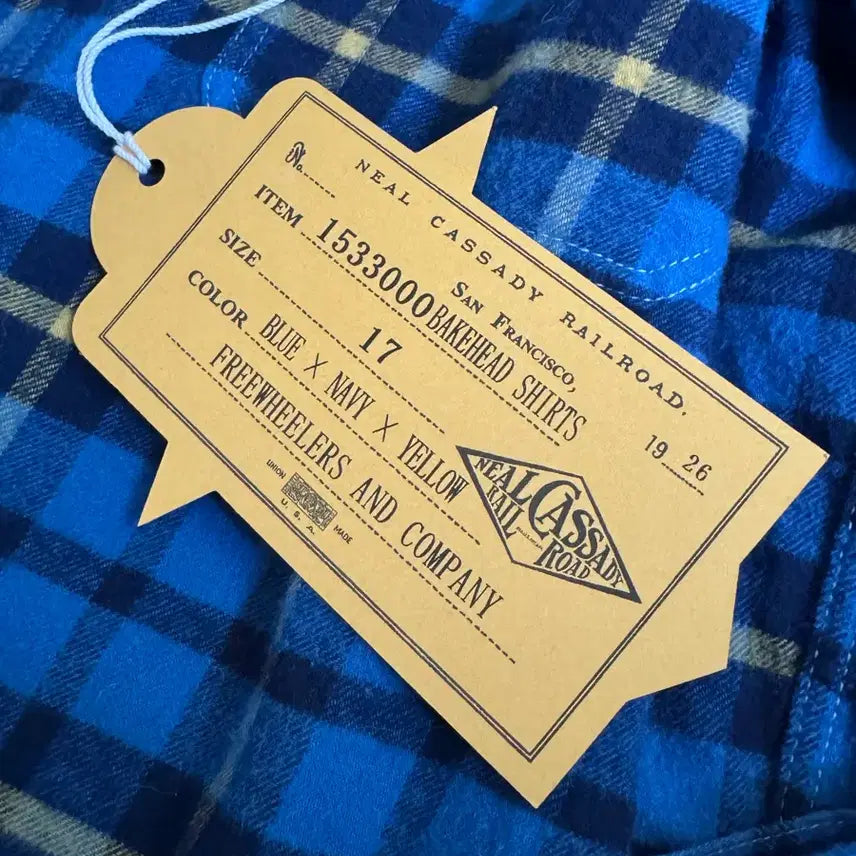 No.
NEAL CASSADY RAILROAD.
San Francisco,
19 26
ITEM 1533000 BAKEHEAD SHIRTS
SIZE 17
COLOR BLUE × NAVY × YELLOW
FREEWHEELERS AND COMPANY
NEAL CASSADY
RAIL ROAD
UNION MADE
U. S. A.